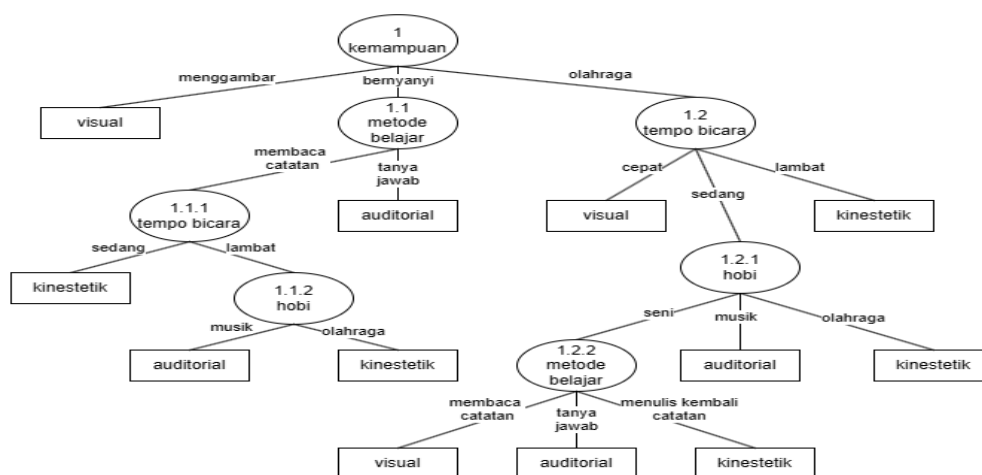 1
kemampuan
menggambar
bernyanyi
olahraga
visual
1.1
metode
belajar
1.2
tempo bicara
membaca
catatan
tanya
jawab
cepat
sedang
lambat
1.1.1
tempo bicara
auditorial
visual
kinestetik
sedang
lambat
1.2.1
hobi
kinestetik
1.1.2
hobi
seni
musik
olahraga
musik
olahraga
1.2.2
metode
belajar
auditorial
kinestetik
auditorial
kinestetik
membaca
catatan
tanya
jawab
menulis kembali
catatan
visual
auditorial
kinestetik